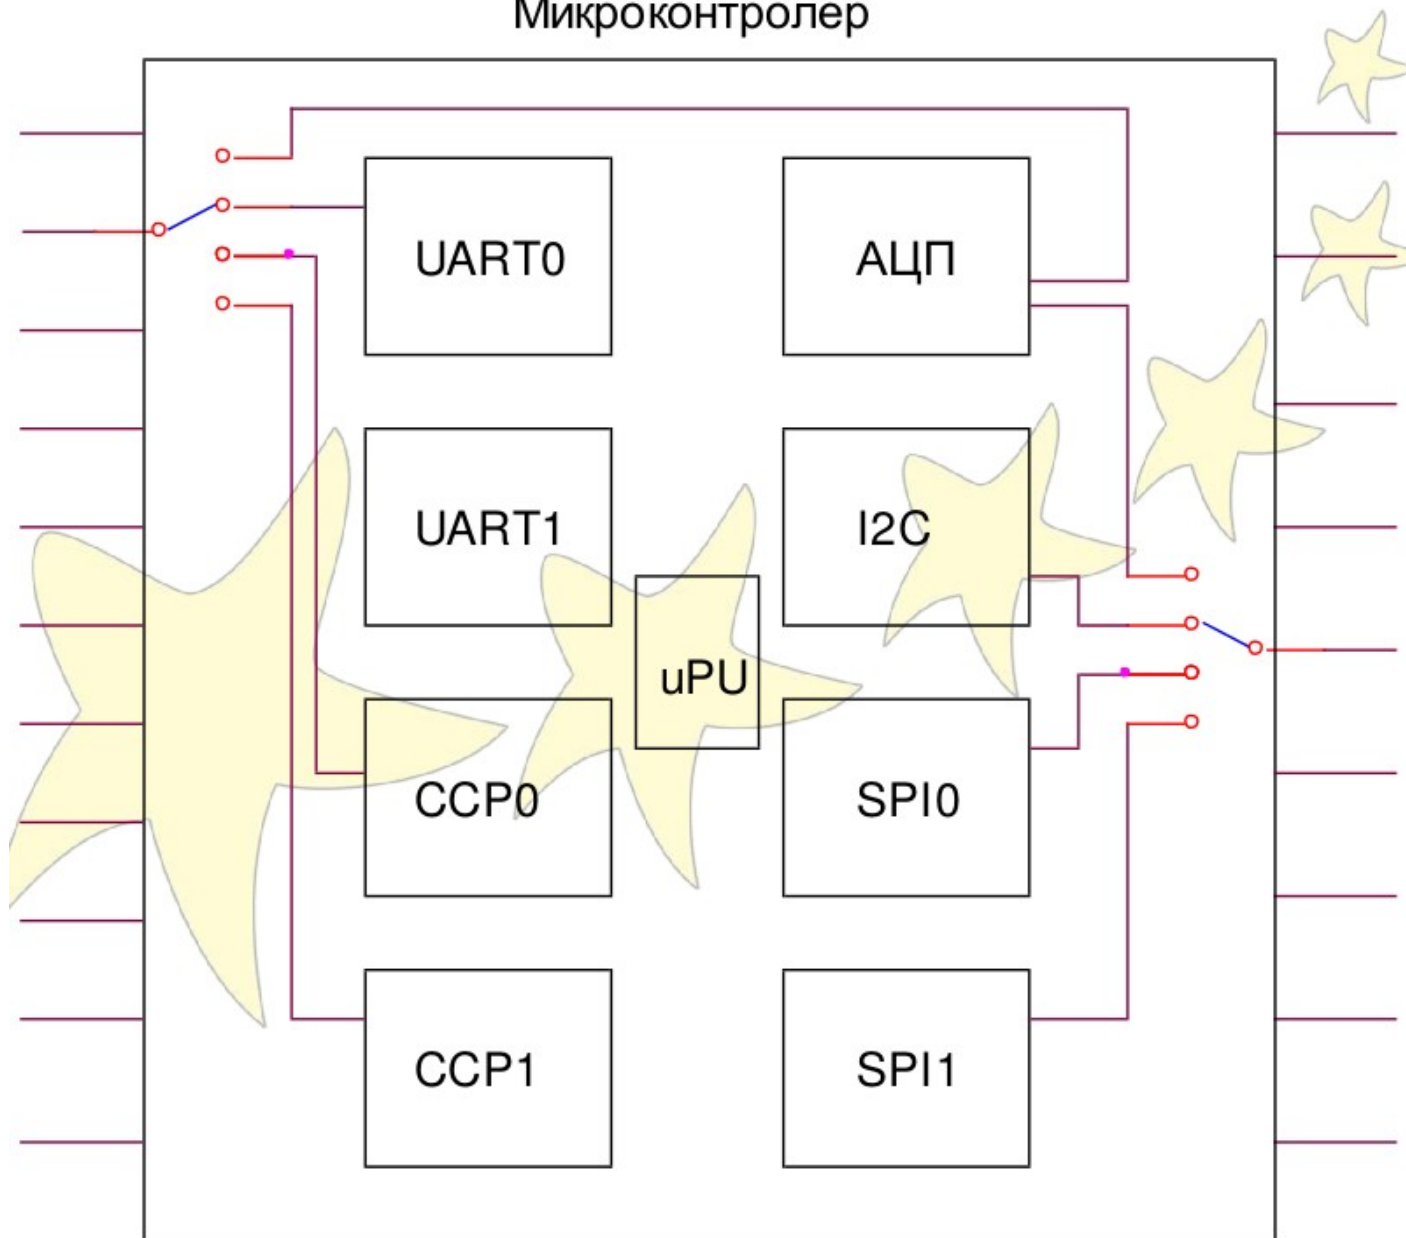 Микроконтролер
UART0
АЦП
UART1
I2C
uPU
CCP0
SPI0
CCP1
SPI1